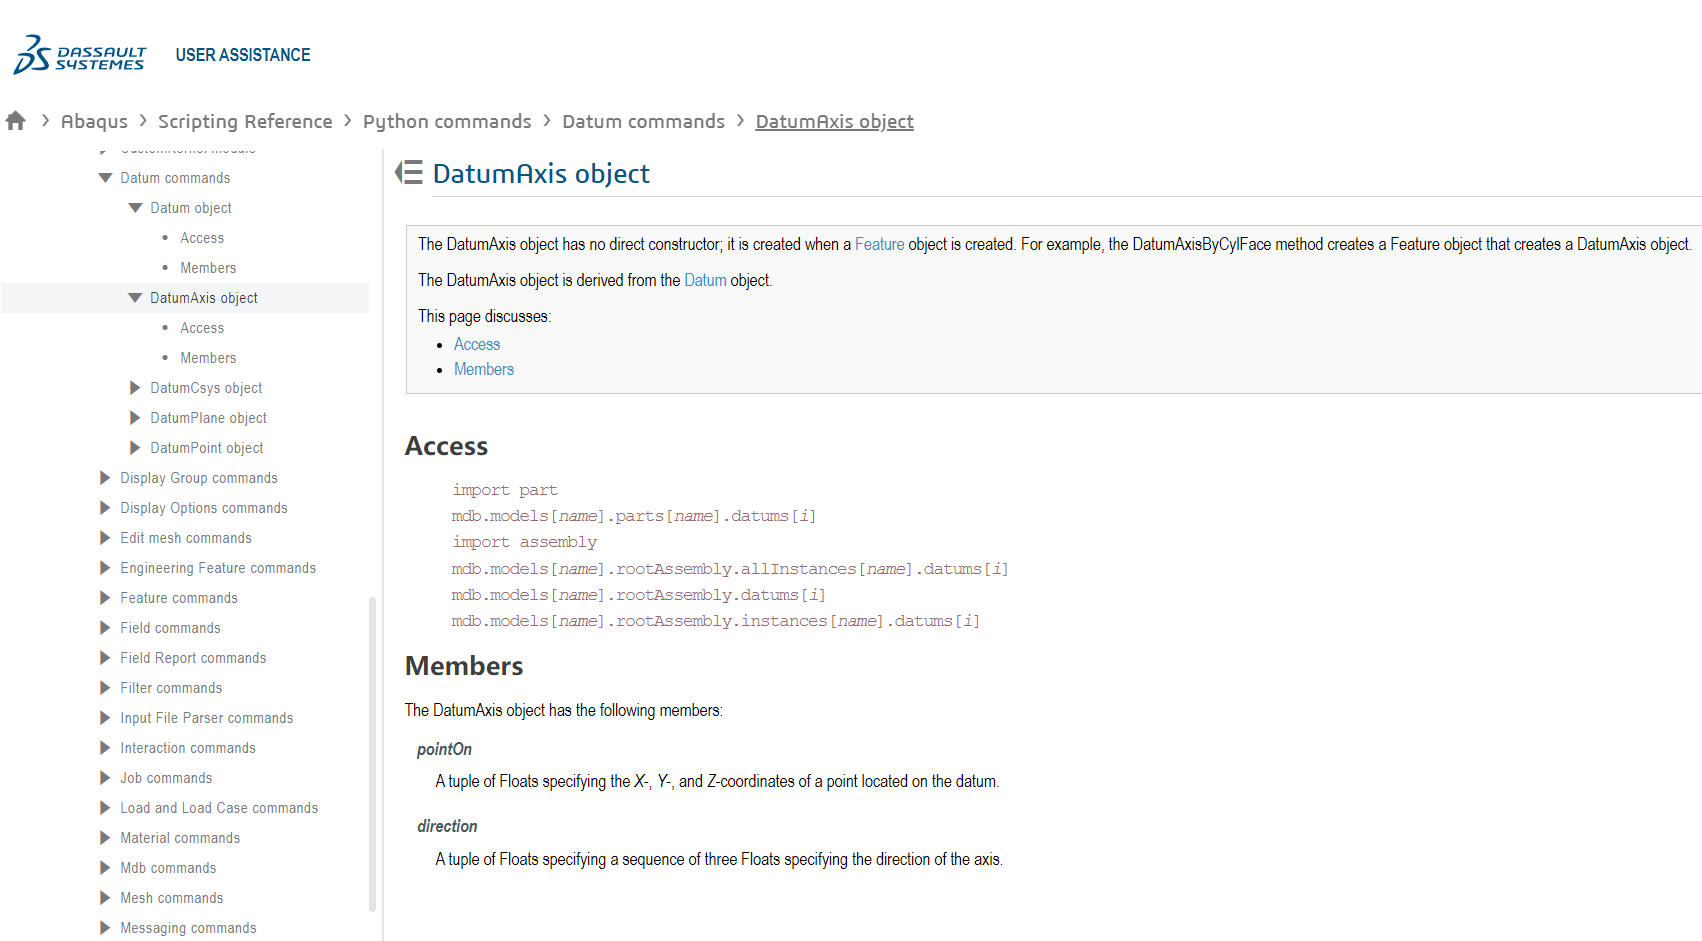 DASSAULT
SYSTEMES
USER ASSISTANCE
Abaqus > Scripting Reference > Python commands > Datum commands > DatumAxis object
Datum commands
Datum object
• Access
• Members
DatumAxis object
• Access
• Members
DatumCsys object
DatumPlane object
DatumPoint object
Display Group commands
Display Options commands
Edit mesh commands
Engineering Feature commands
Feature commands
Field commands
Field Report commands
Filter commands
Input File Parser commands
Interaction commands
Job commands
Load and Load Case commands
Material commands
Mdb commands
Mesh commands
Messaging commands
DatumAxis object
The DatumAxis object has no direct constructor; it is created when a Feature object is created. For example, the DatumAxisByCylFace method creates a Feature object that creates a DatumAxis object.
The DatumAxis object is derived from the Datum object.
This page discusses:
• Access
• Members
Access
import part
mdb.models[name].parts[name].datums[i]
import assembly
mdb.models[name].rootAssembly.allInstances[name].datums[i]
mdb.models[name].rootAssembly.datums[i]
mdb.models[name].rootAssembly.instances[name].datums[i]
Members
The DatumAxis object has the following members:
pointOn
A tuple of Floats specifying the X-, Y-, and Z-coordinates of a point located on the datum.
direction
A tuple of Floats specifying a sequence of three Floats specifying the direction of the axis.